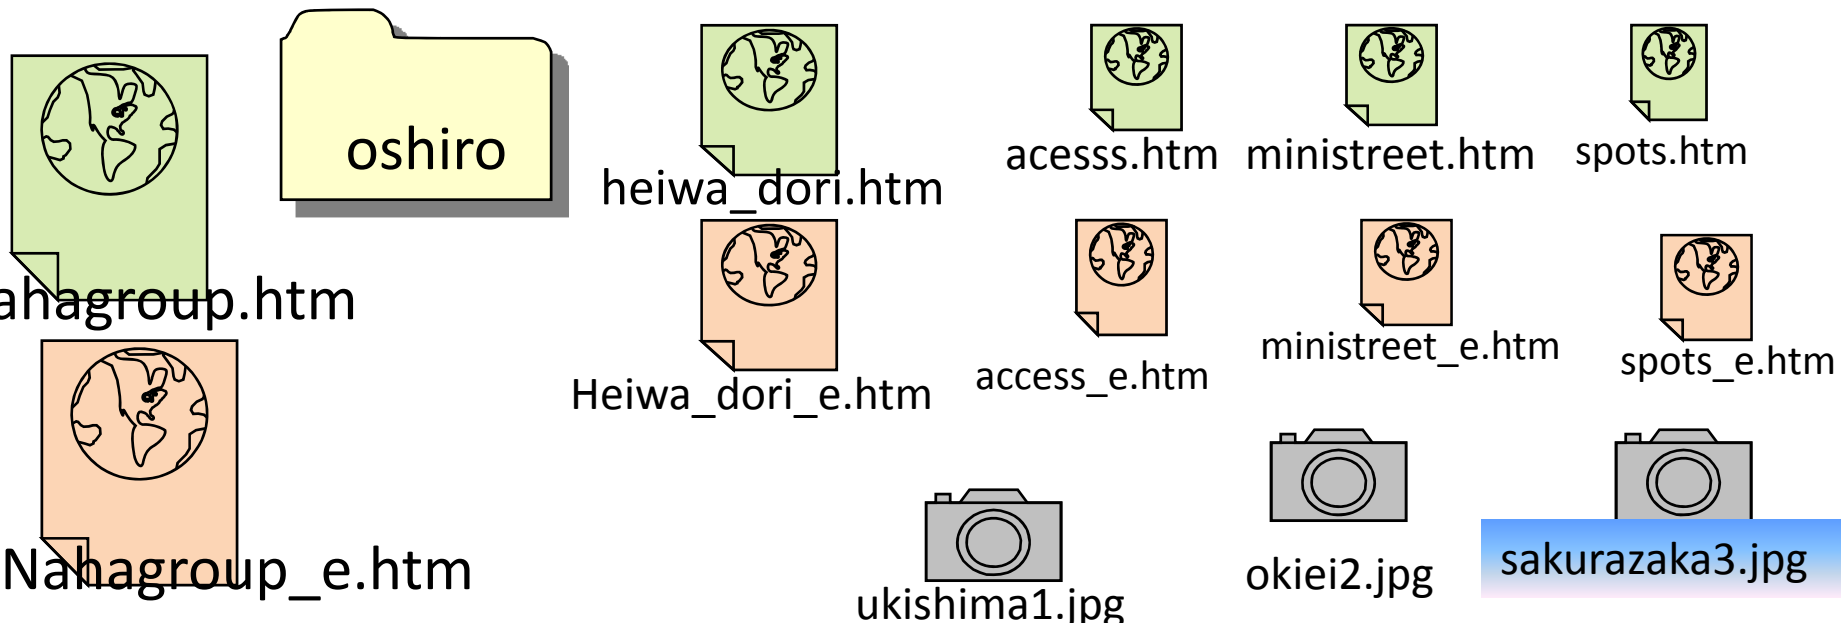 oshiro
heiwa_dori.htm
acesss.htm
ministreet.htm
spots.htm
ahagroup.htm
Heiwa_dori_e.htm
access_e.htm
ministreet_e.htm
spots_e.htm
Nahagroup_e.htm
ukishima1.jpg
okiei2.jpg
sakurazaka3.jpg